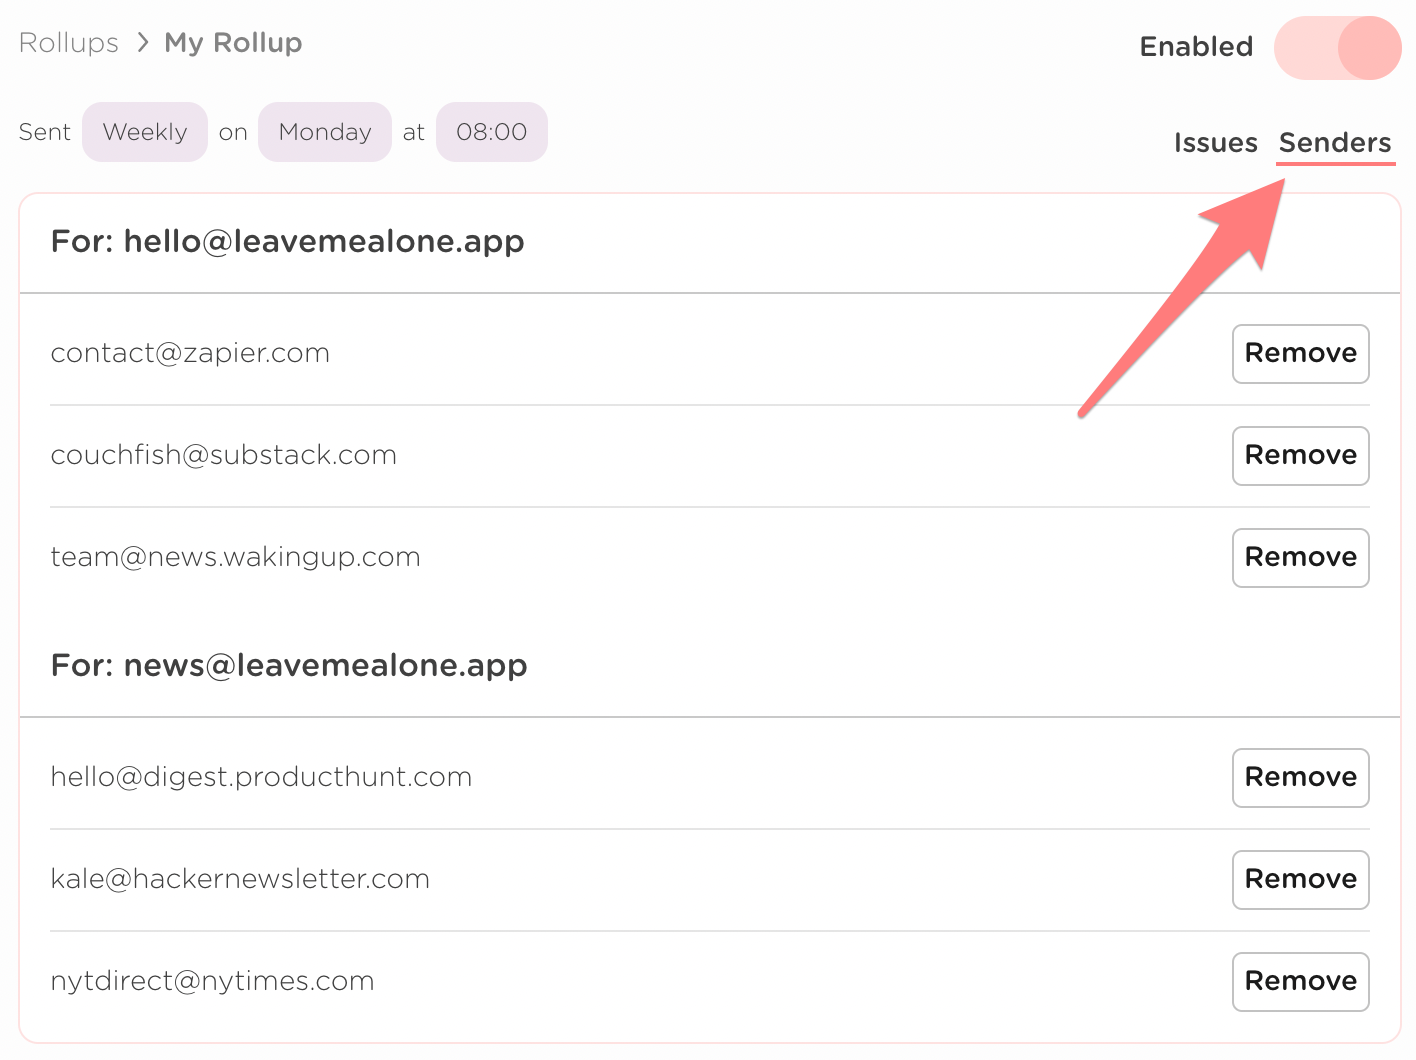 Rollups > My Rollup
Enabled
Sent Weekly on Monday at 08:00
Issues Senders
For: hello@leavemealone.app
contact@zapier.com Remove
couchfish@substack.com Remove
team@news.wakingup.com Remove
For: news@leavemealone.app
hello@digest.producthunt.com Remove
kale@hackernewsletter.com Remove
nytdirect@nytimes.com Remove